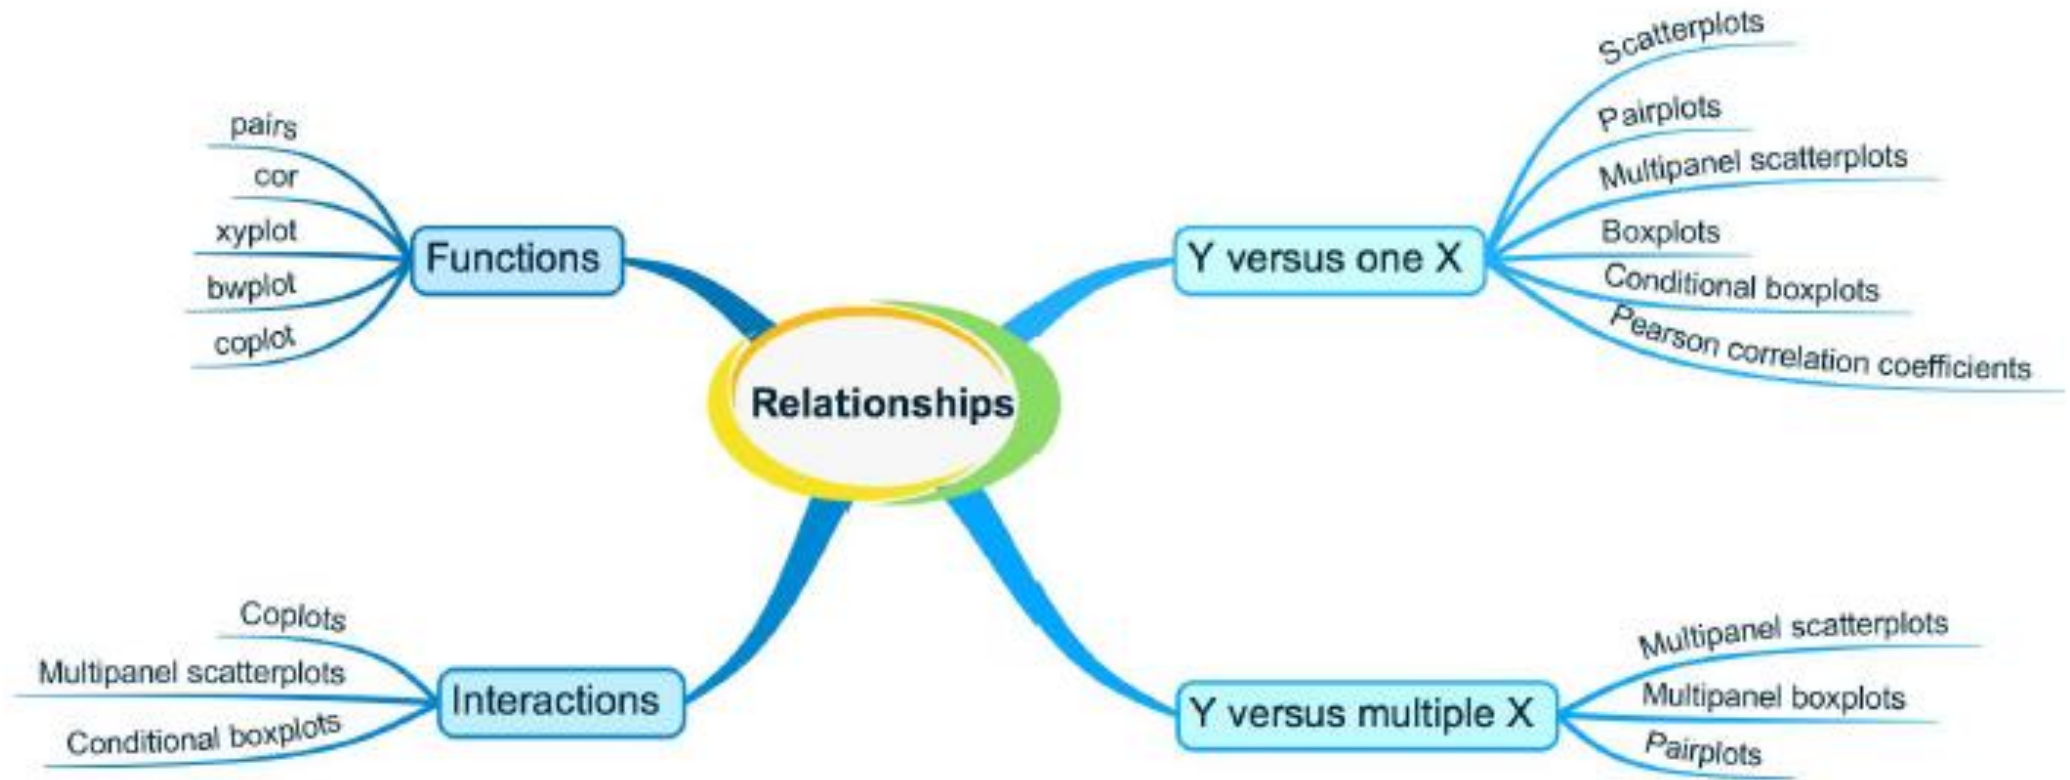 Relationships
Functions
pairs
cor
xyplot
bwplot
coplot
Y versus one X
Scatterplots
Pairplots
Multipanel scatterplots
Boxplots
Conditional boxplots
Pearson correlation coefficients
Interactions
Coplots
Multipanel scatterplots
Conditional boxplots
Y versus multiple X
Multipanel scatterplots
Multipanel boxplots
Pairplots